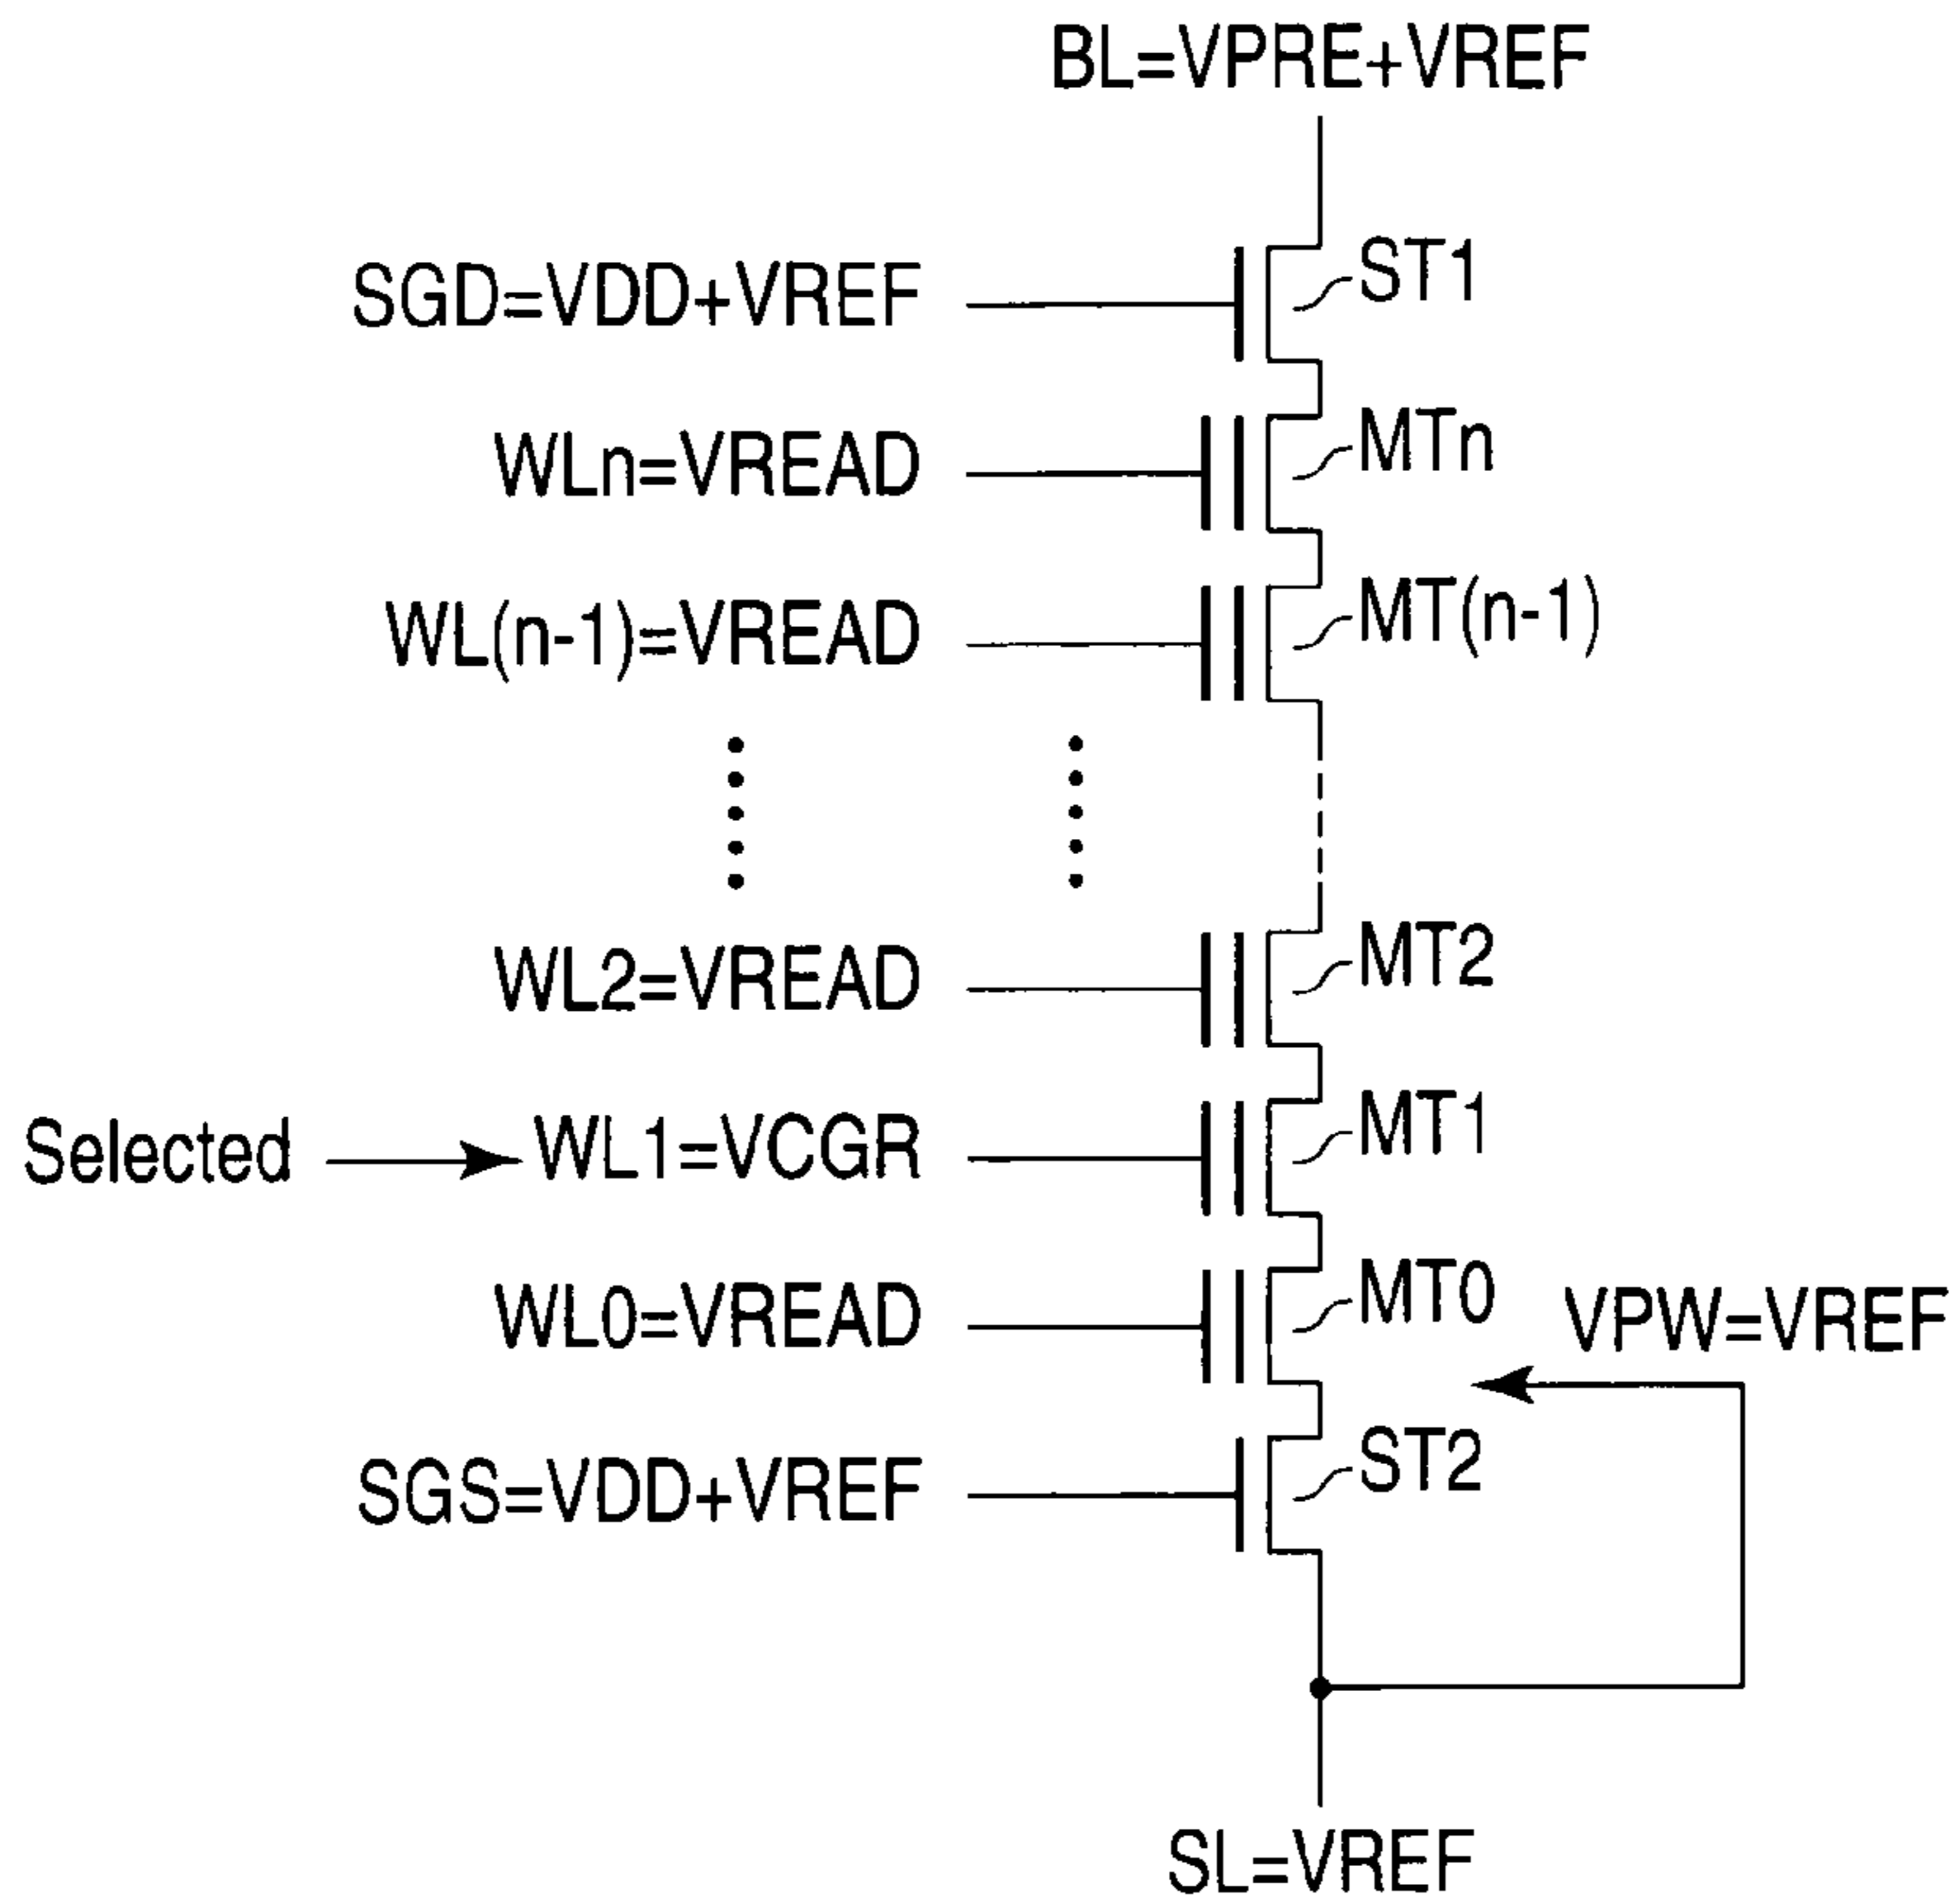 BL=VPRE+VREF
SGD=VDD+VREF
ST1
WLn=VREAD
MTn
WL(n-1)=VREAD
MT(n-1)
WL2=VREAD
MT2
Selected
WL1=VCGR
MT1
WL0=VREAD
MT0
VPW=VREF
SGS=VDD+VREF
ST2
SL=VREF